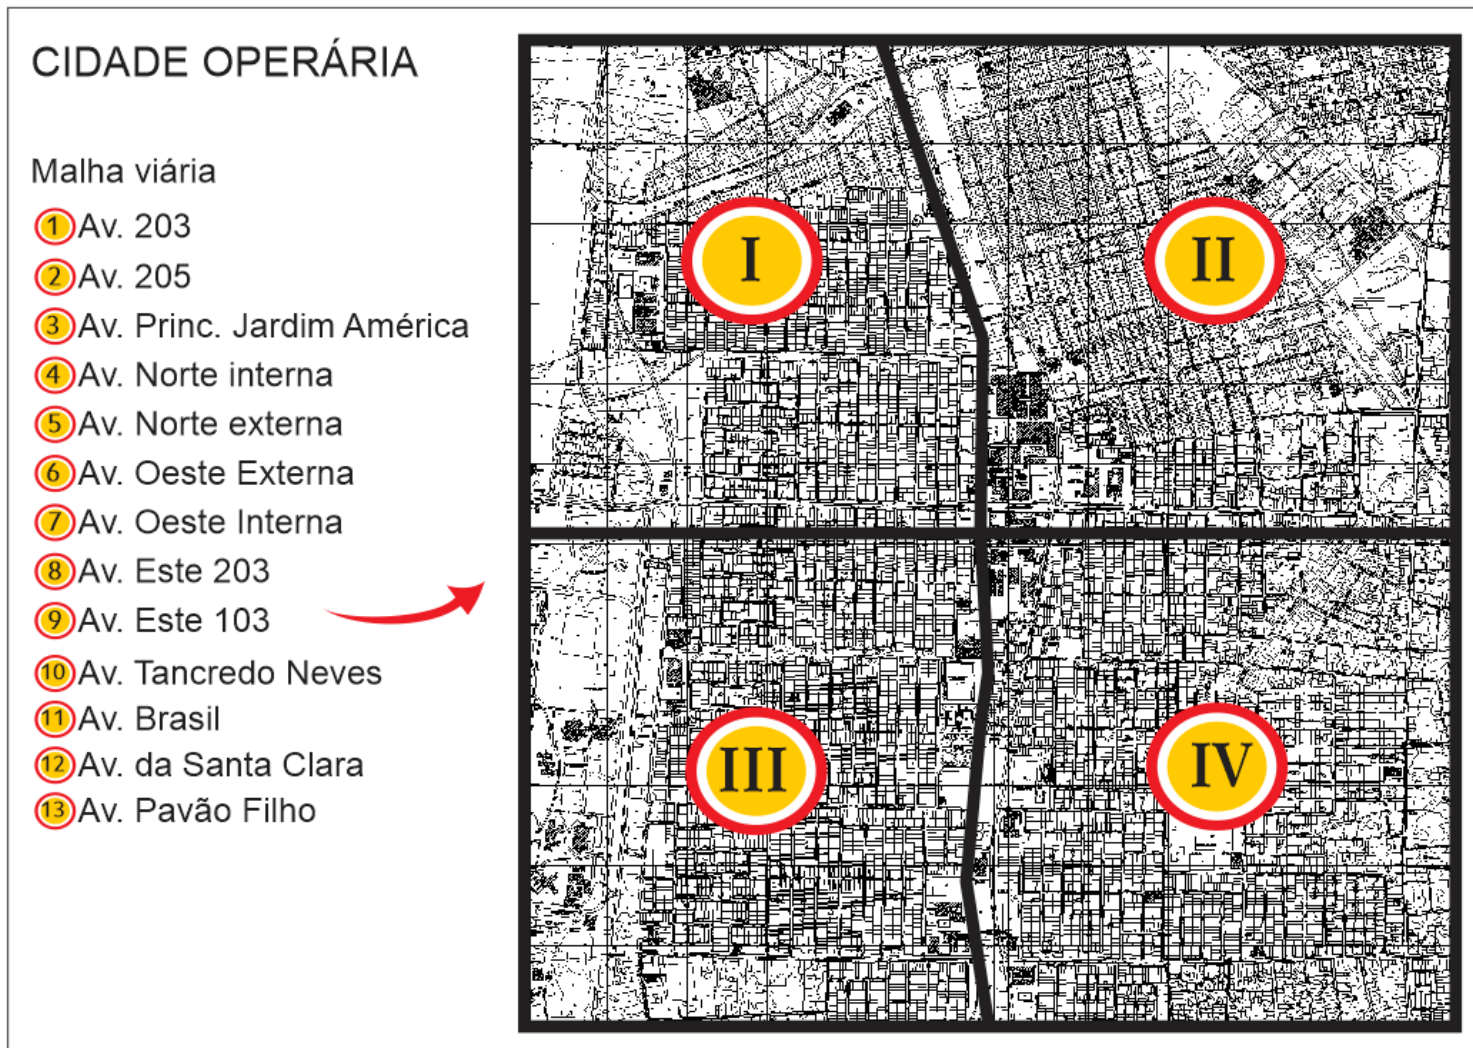 CIDADE OPERÁRIA
Malha viária
1 Av. 203
2 Av. 205
3 Av. Princ. Jardim América
4 Av. Norte interna
5 Av. Norte externa
6 Av. Oeste Externa
7 Av. Oeste Interna
8 Av. Este 203
9 Av. Este 103
10 Av. Tancredo Neves
11 Av. Brasil
12 Av. da Santa Clara
13 Av. Pavão Filho
I
II
III
IV